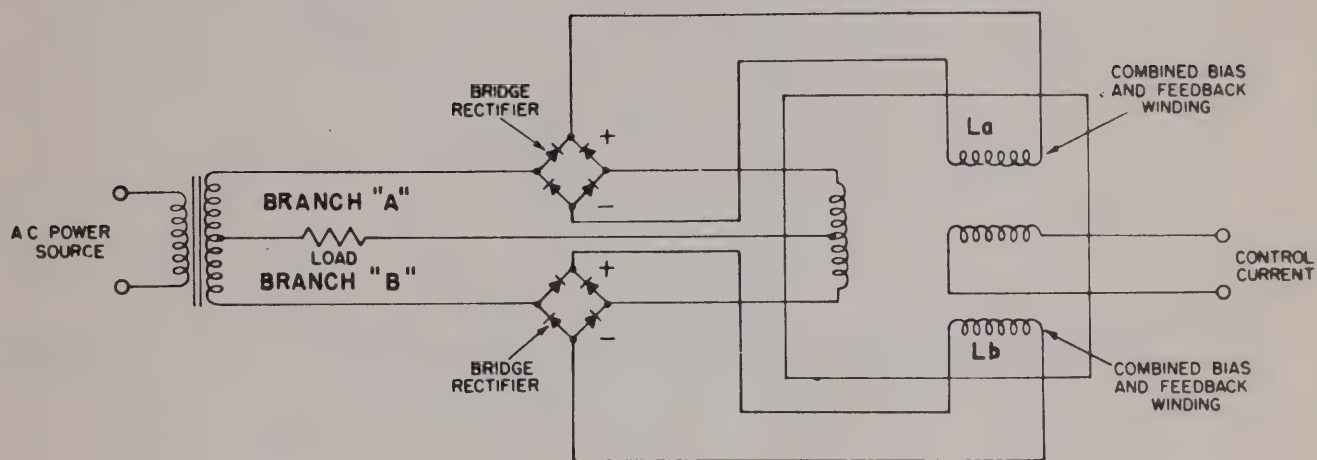 BRIDGE
RECTIFIER
+
−
COMBINED BIAS
AND FEEDBACK
WINDING
La
AC POWER
SOURCE
BRANCH "A"
LOAD
BRANCH "B"
CONTROL
CURRENT
+
−
BRIDGE
RECTIFIER
Lb
COMBINED BIAS
AND FEEDBACK
WINDING